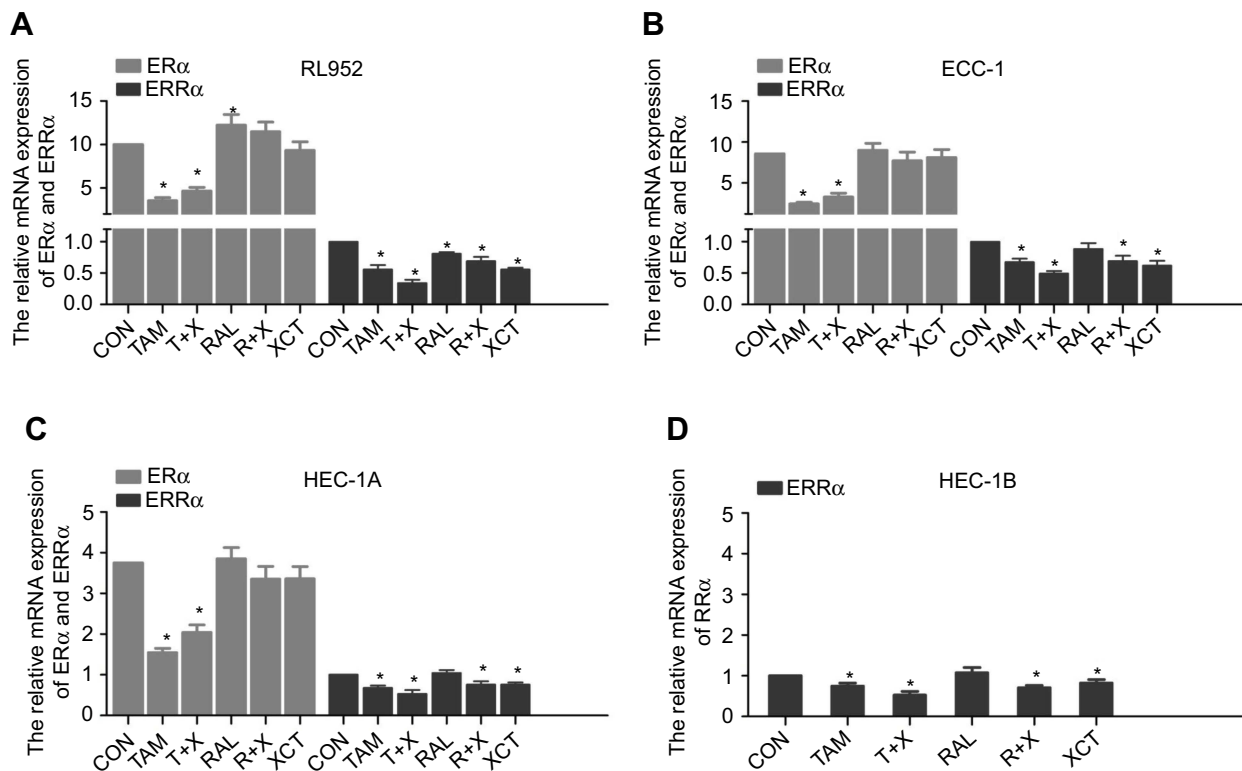 A
ERα
ERRα
RL952
The relative mRNA expression
of ERα and ERRα
15
10
5
1.0
0.5
0.0
* * * * * * * *
CON TAM T+X RAL R+X XCT CON TAM T+X RAL R+X XCT
B
ERα
ERRα
ECC-1
The relative mRNA expression
of ERα and ERRα
15
10
5
1.0
0.5
0.0
* * * * * *
CON TAM T+X RAL R+X XCT CON TAM T+X RAL R+X XCT
C
ERα
ERRα
HEC-1A
The relative mRNA expression
of ERα and ERRα
5
4
3
2
1
0
* * * * * *
CON TAM T+X RAL R+X XCT CON TAM T+X RAL R+X XCT
D
ERRα
HEC-1B
The relative mRNA expression
of RRα
5
4
3
2
1
0
* * * *
CON TAM T+X RAL R+X XCT